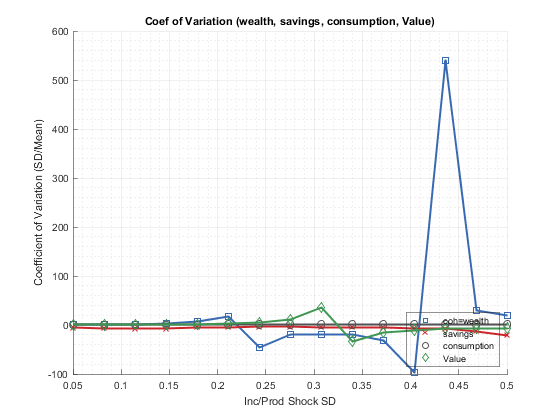 Coef of Variation (wealth, savings, consumption, Value)
600
500
400
300
200
100
0
-100
Coefficient of Variation (SD/Mean)
0.05
0.1
0.15
0.2
0.25
0.3
0.35
0.4
0.45
0.5
Inc/Prod Shock SD
coh=wealth
savings
consumption
Value